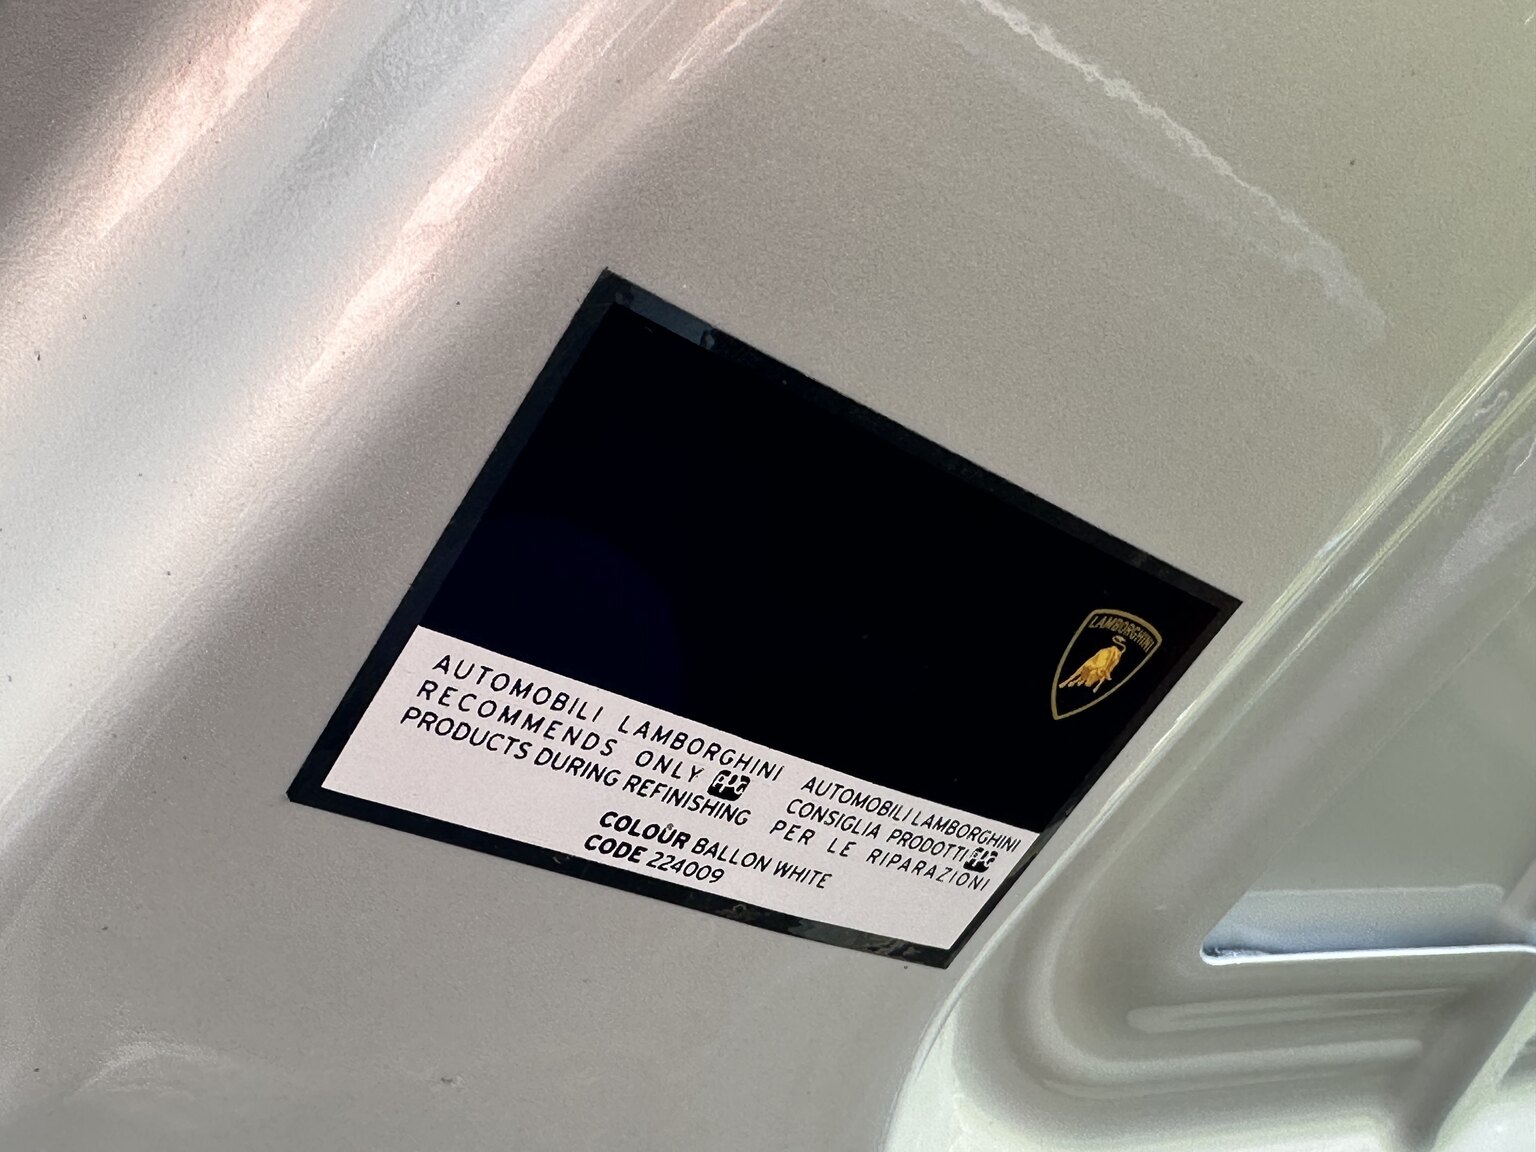 LAMBORGHINI
AUTOMOBILI LAMBORGHINI
RECOMMENDS ONLY PPG
PRODUCTS DURING REFINISHING
AUTOMOBILI LAMBORGHINI
CONSIGLIA PRODOTTI PPG
PER LE RIPARAZIONI
COLOUR BALLON WHITE
CODE 224009